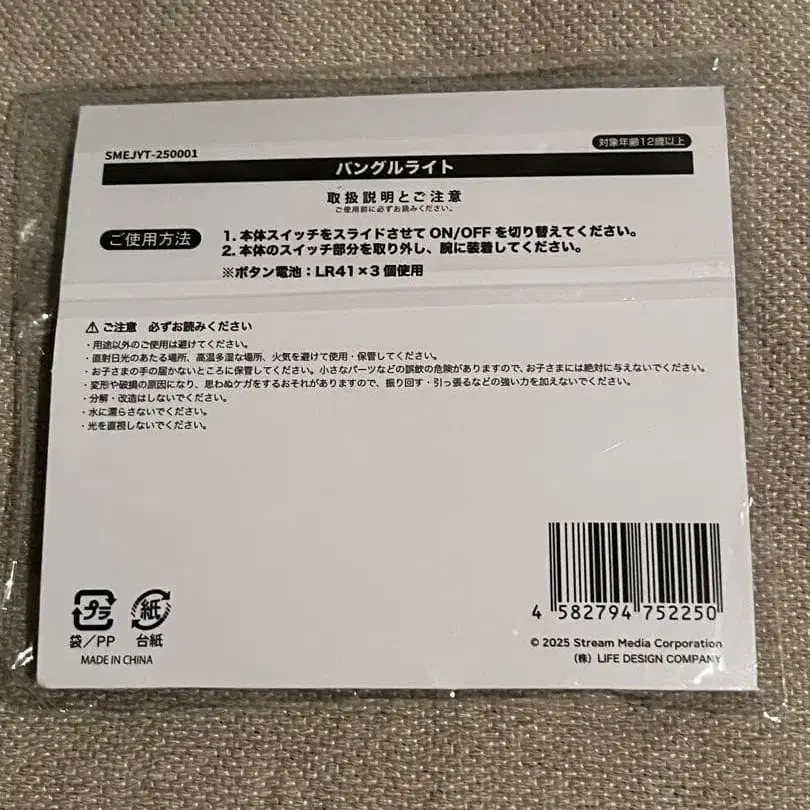 SMEJYT-250001
対象年齢12歳以上
バングルライト
取扱説明とご注意
ご使用前に必ずお読みください。
ご使用方法
1. 本体スイッチをスライドさせて ON/OFF を切り替えてください。
2. 本体のスイッチ部分を取り外し、腕に装着してください。
※ボタン電池：LR41×3個使用
⚠ ご注意 必ずお読みください
・用途以外のご使用は避けてください。
・直射日光のあたる場所、高温多湿な場所、火気を避けて使用・保管してください。
・お子さまの手の届かないところに保管してください。小さなパーツなどの誤飲の危険がありますので、お子さまには絶対に与えないでください。
・変形や破損の原因になり、思わぬケガをするおそれがありますので、振り回す・引っ張るなどの強い力を加えないでください。
・分解・改造はしないでください。
・水に濡らさないでください。
・光を直視しないでください。
プラ
紙
袋／PP
台紙
MADE IN CHINA
4 582794 752250
© 2025 Stream Media Corporation
(株) LIFE DESIGN COMPANY